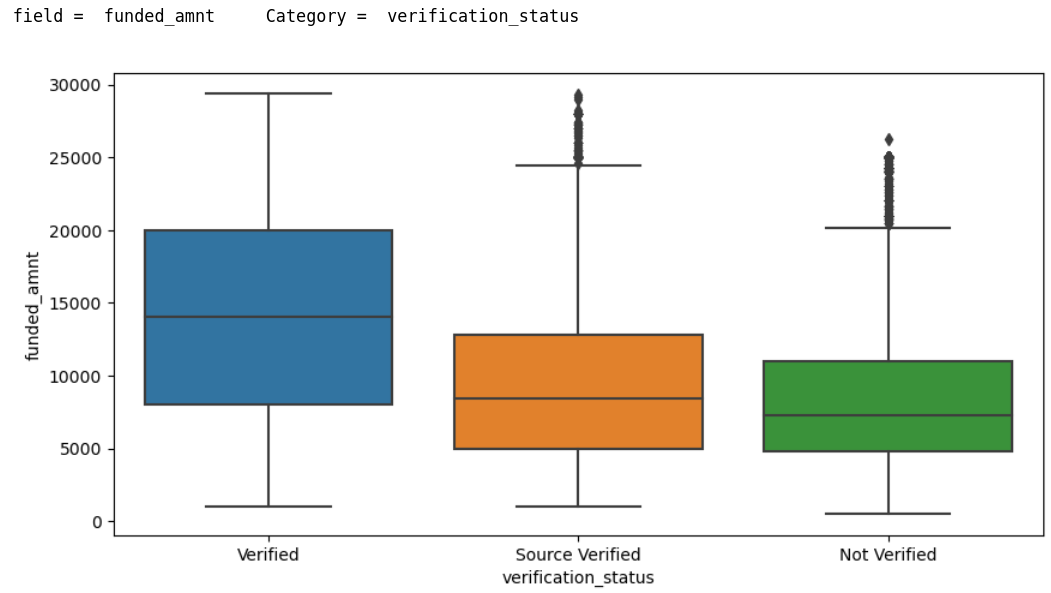 field =  funded_amnt     Category =  verification_status
30000
25000
20000
15000
10000
5000
0
funded_amnt
Verified
Source Verified
Not Verified
verification_status